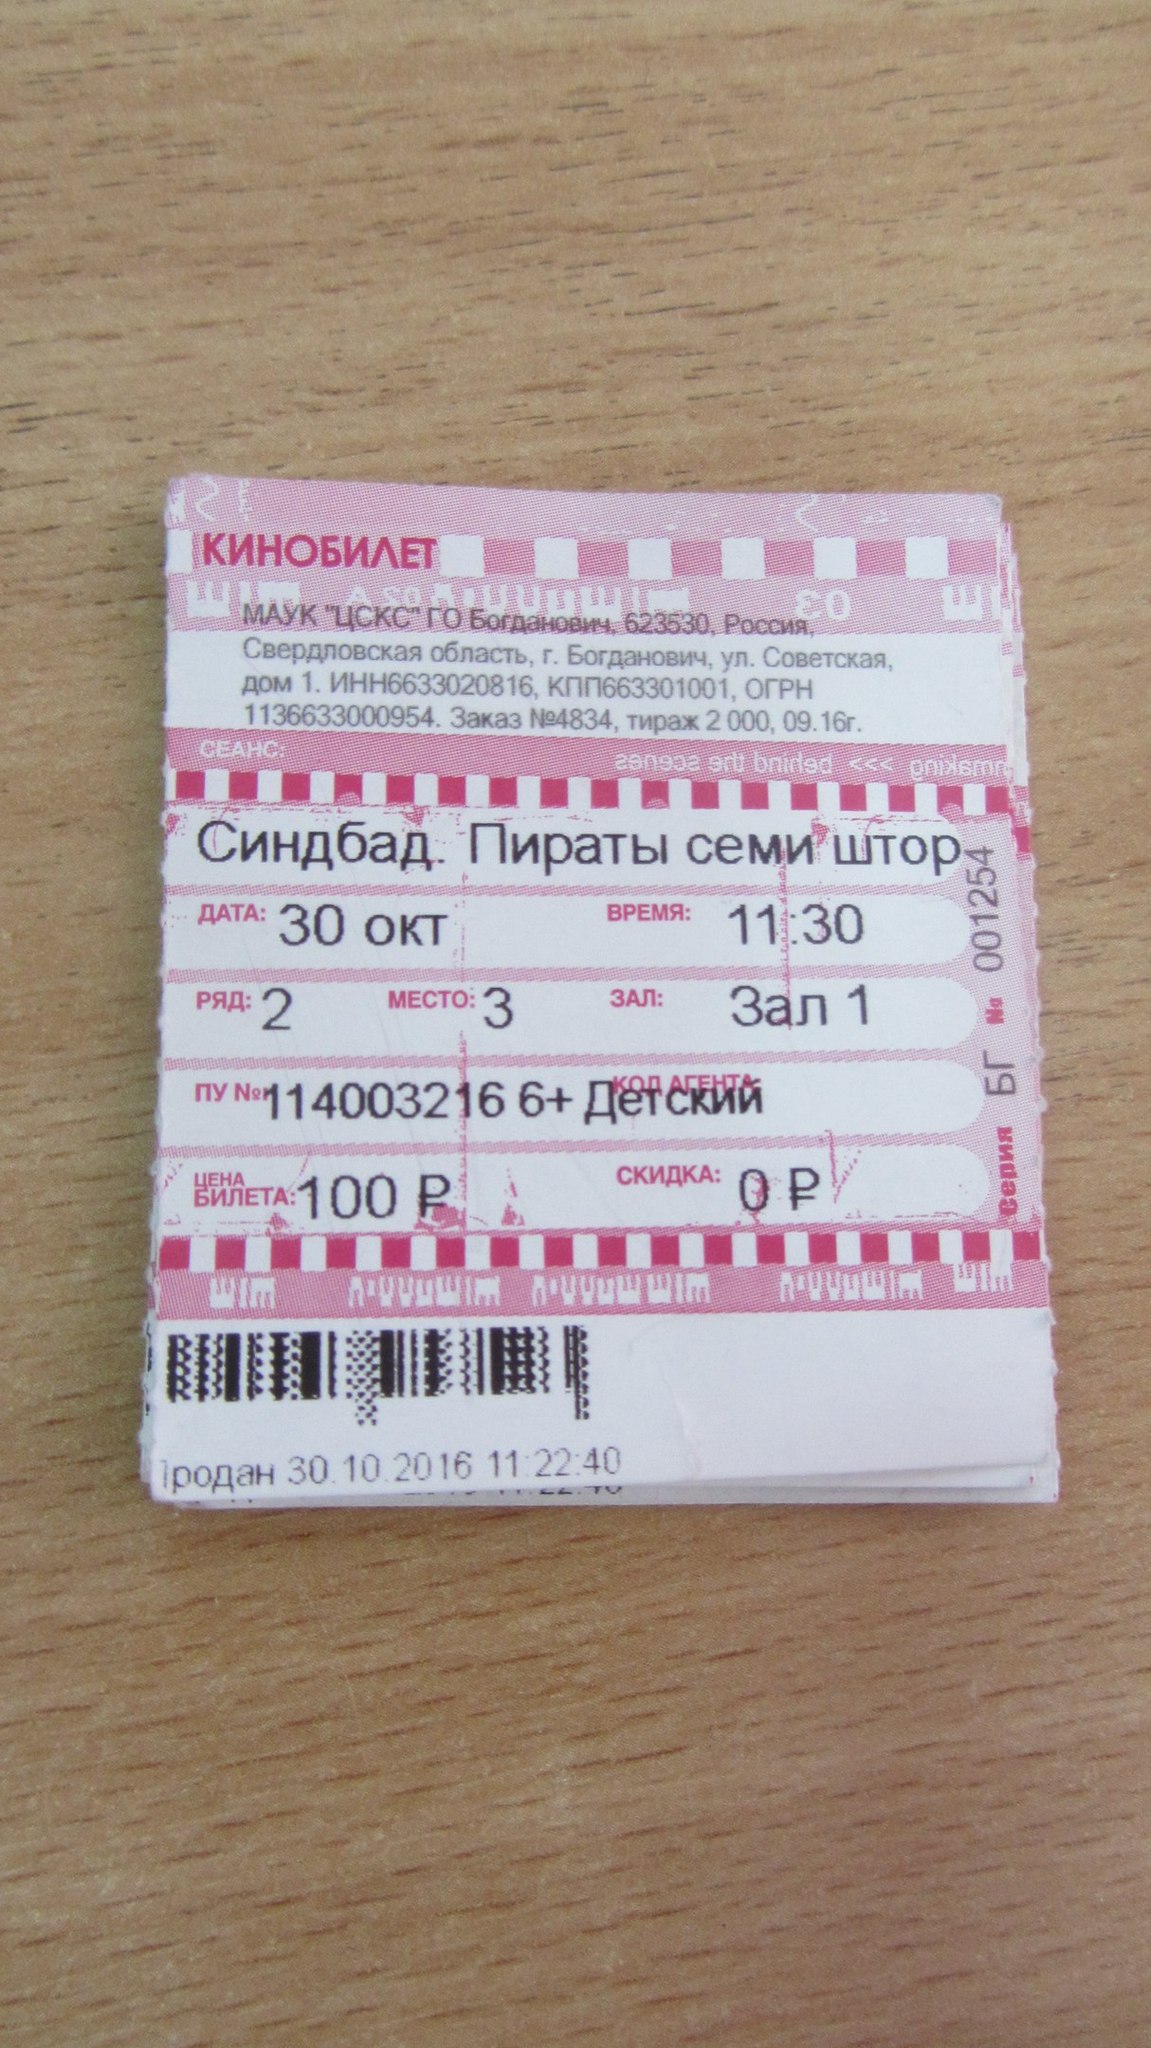 КИНОБИЛЕТ
МАУК "ЦСКС" ГО Богданович, 623530, Россия,
Свердловская область, г. Богданович, ул. Советская,
дом 1. ИНН6633020816, КПП663301001, ОГРН
1136633000954. Заказ №4834, тираж 2 000, 09.16г.
СЕАНС:
nmaking >>> behind the scenes
Синдбад. Пираты семи штор
ДАТА: 30 окт ВРЕМЯ: 11:30
РЯД: 2 МЕСТО: 3 ЗАЛ: Зал 1
ПУ №: 114003216 6+ Детский КОД АГЕНТА:
ЦЕНА
БИЛЕТА: 100 ₽ СКИДКА: 0 ₽
Серия БГ № 001254
Продан 30.10.2016 11:22:40